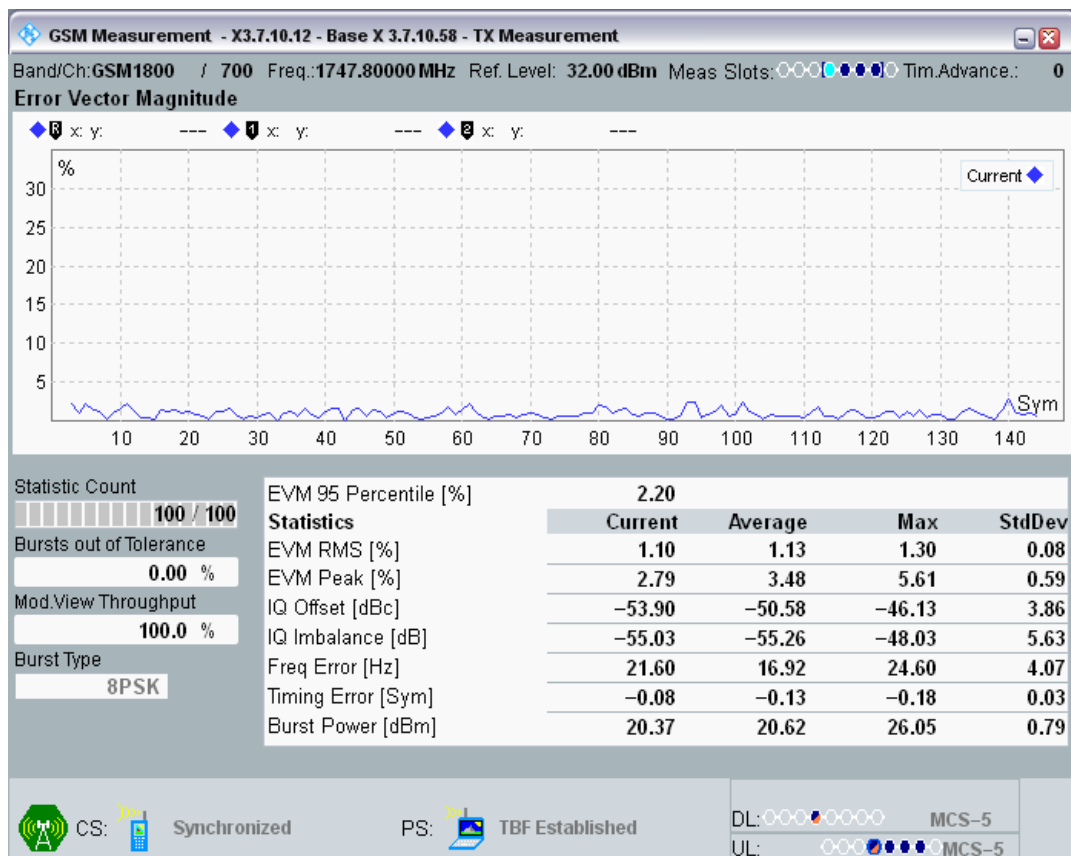 GSM Measurement - X3.7.10.12 - Base X 3.7.10.58 - TX Measurement
Band/Ch:GSM1800 / 700 Freq.:1747.80000 MHz Ref. Level: 32.00 dBm Meas Slots: Tim.Advance.: 0
Error Vector Magnitude
R x: y: --- 1 x: y: --- 2 x: y: ---
%
Current
30
25
20
15
10
5
Sym
10 20 30 40 50 60 70 80 90 100 110 120 130 140
Statistic Count
100 / 100
Bursts out of Tolerance
0.00 %
Mod.View Throughput
100.0 %
Burst Type
8PSK
EVM 95 Percentile [%] 2.20
Statistics Current Average Max StdDev
EVM RMS [%] 1.10 1.13 1.30 0.08
EVM Peak [%] 2.79 3.48 5.61 0.59
IQ Offset [dBc] −53.90 −50.58 −46.13 3.86
IQ Imbalance [dB] −55.03 −55.26 −48.03 5.63
Freq Error [Hz] 21.60 16.92 24.60 4.07
Timing Error [Sym] −0.08 −0.13 −0.18 0.03
Burst Power [dBm] 20.37 20.62 26.05 0.79
CS: Synchronized PS: TBF Established
DL: MCS−5
UL: MCS−5